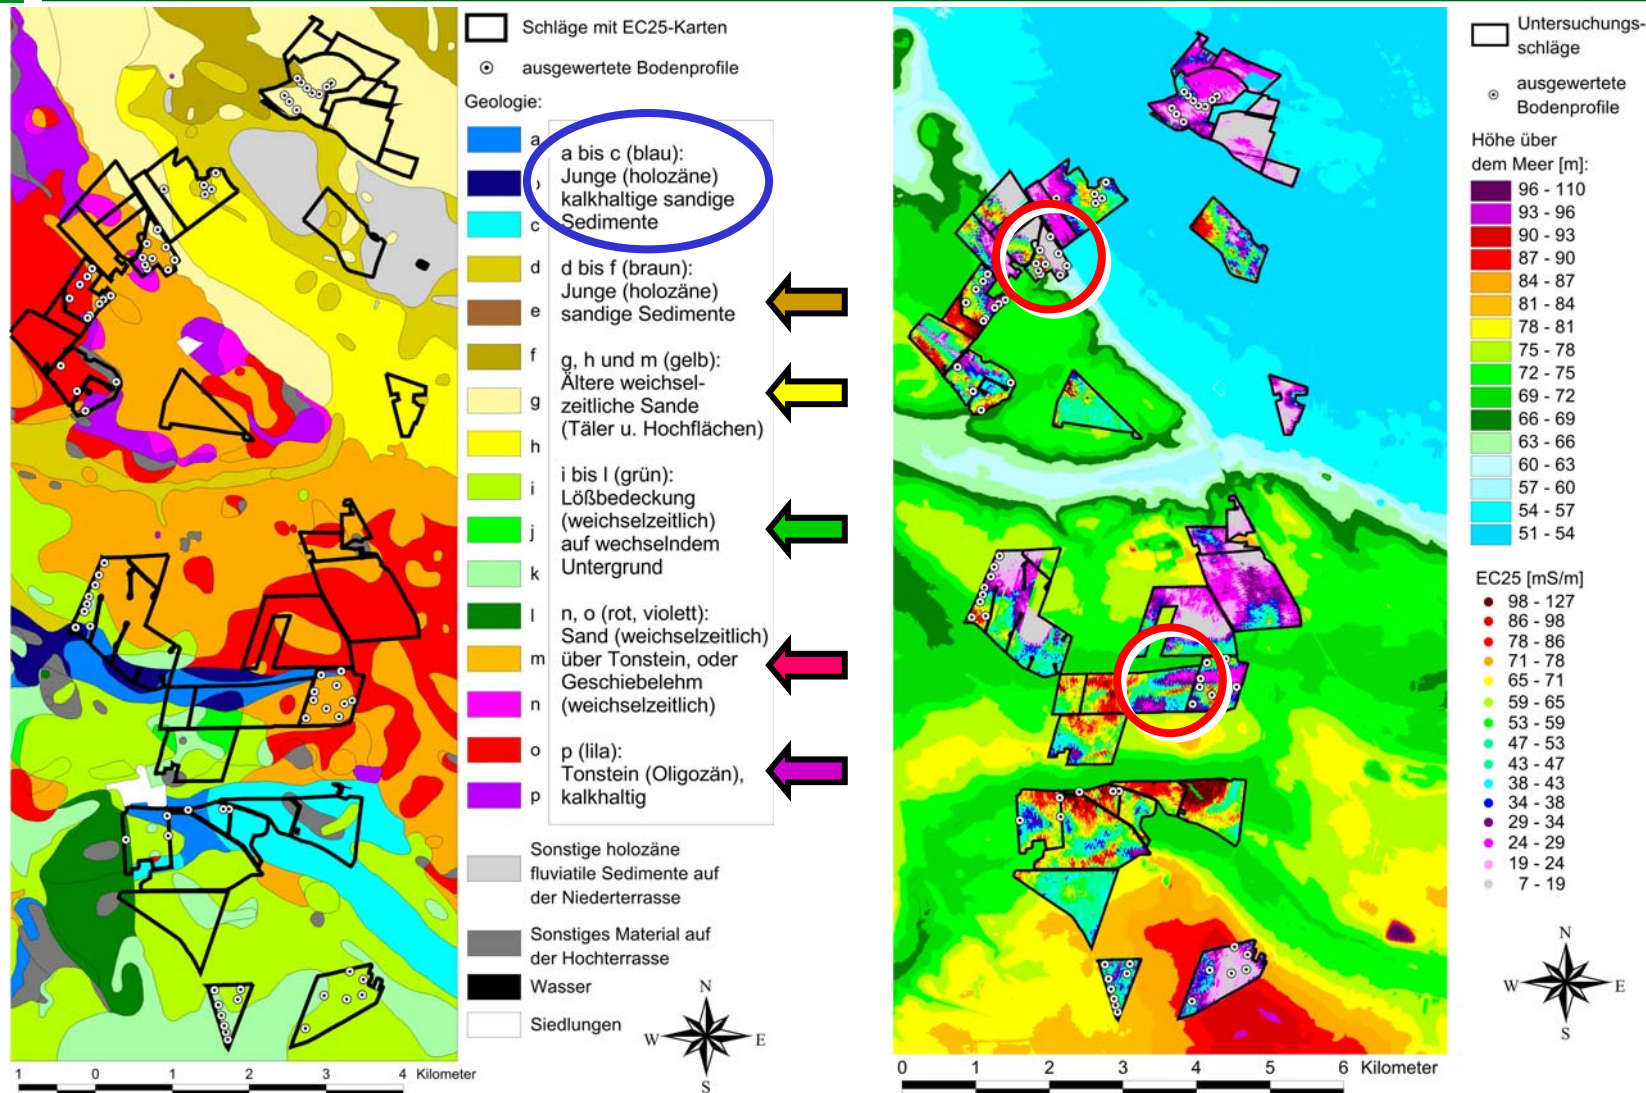 Schläge mit EC25-Karten
ausgewertete Bodenprofile
Geologie:
a
b
c
d
e
f
g
h
i
j
k
l
m
n
o
p
a bis c (blau):
Junge (holozäne)
kalkhaltige sandige
Sedimente
d bis f (braun):
Junge (holozäne)
sandige Sedimente
g, h und m (gelb):
Ältere weichsel-
zeitliche Sande
(Täler u. Hochflächen)
i bis l (grün):
Lößbedeckung
(weichselzeitlich)
auf wechselndem
Untergrund
n, o (rot, violett):
Sand (weichselzeitlich)
über Tonstein, oder
Geschiebelehm
(weichselzeitlich)
p (lila):
Tonstein (Oligozän),
kalkhaltig
Sonstige holozäne
fluviatile Sedimente auf
der Niederterrasse
Sonstiges Material auf
der Hochterrasse
Wasser
Siedlungen
N
W E
S
1 0 1 2 3 4 Kilometer
Untersuchungs-
schläge
ausgewertete
Bodenprofile
Höhe über
dem Meer [m]:
96 - 110
93 - 96
90 - 93
87 - 90
84 - 87
81 - 84
78 - 81
75 - 78
72 - 75
69 - 72
66 - 69
63 - 66
60 - 63
57 - 60
54 - 57
51 - 54
EC25 [mS/m]
98 - 127
86 - 98
78 - 86
71 - 78
65 - 71
59 - 65
53 - 59
47 - 53
43 - 47
38 - 43
34 - 38
29 - 34
24 - 29
19 - 24
7 - 19
N
W E
S
0 1 2 3 4 5 6 Kilometer